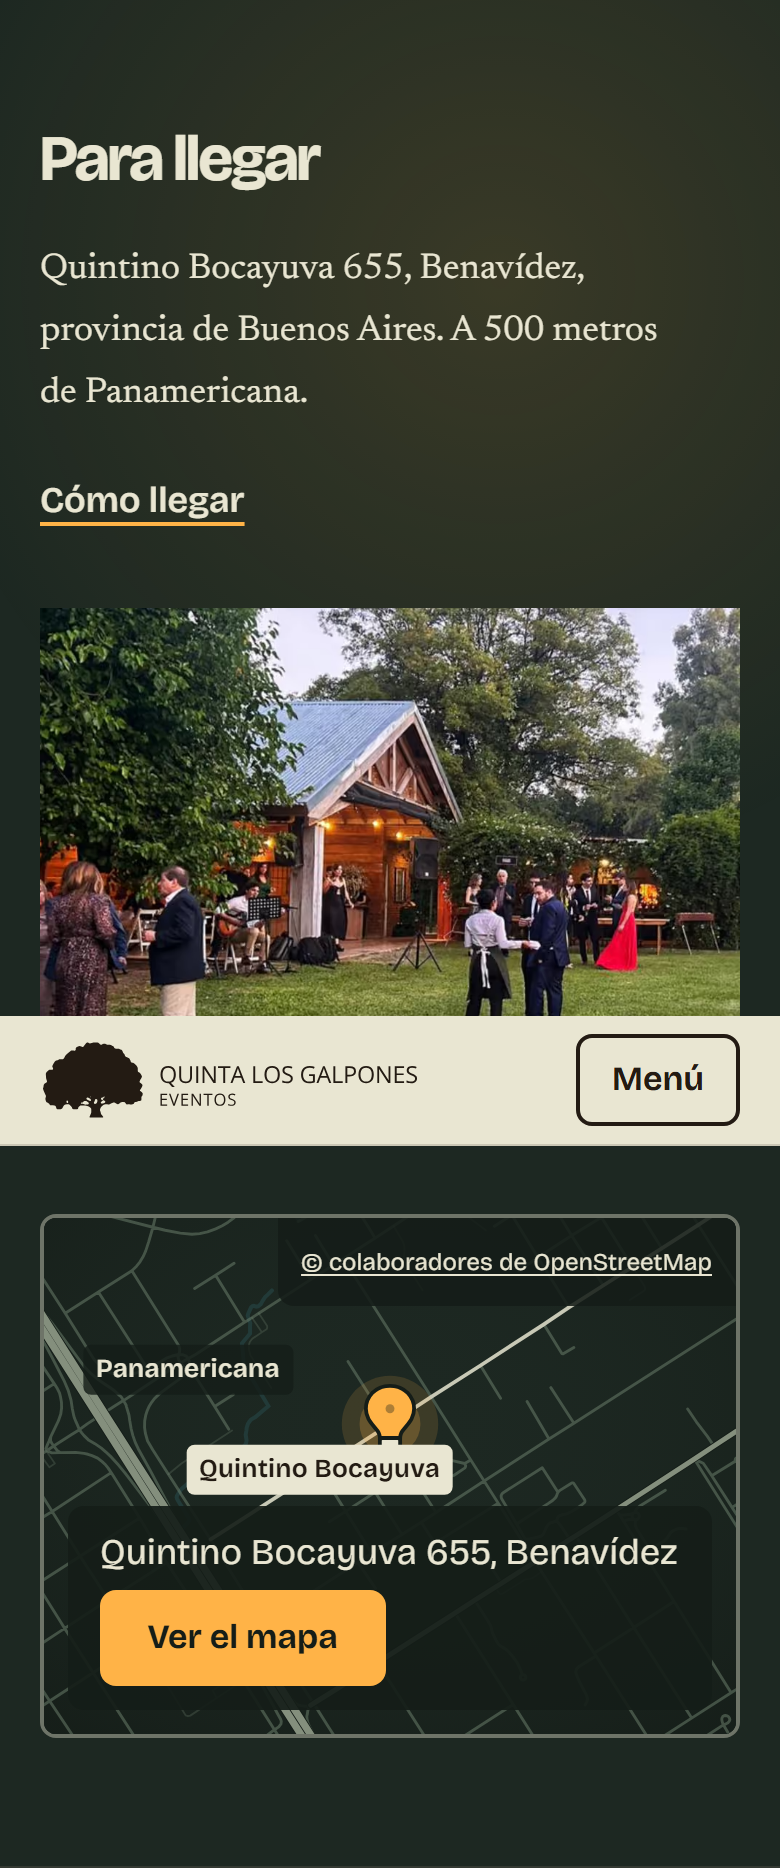 Para llegar
Quintino Bocayuva 655, Benavídez,
provincia de Buenos Aires. A 500 metros
de Panamericana.
Cómo llegar
QUINTA LOS GALPONES
EVENTOS
Menú
© colaboradores de OpenStreetMap
Panamericana
Quintino Bocayuva
Quintino Bocayuva 655, Benavídez
Ver el mapa